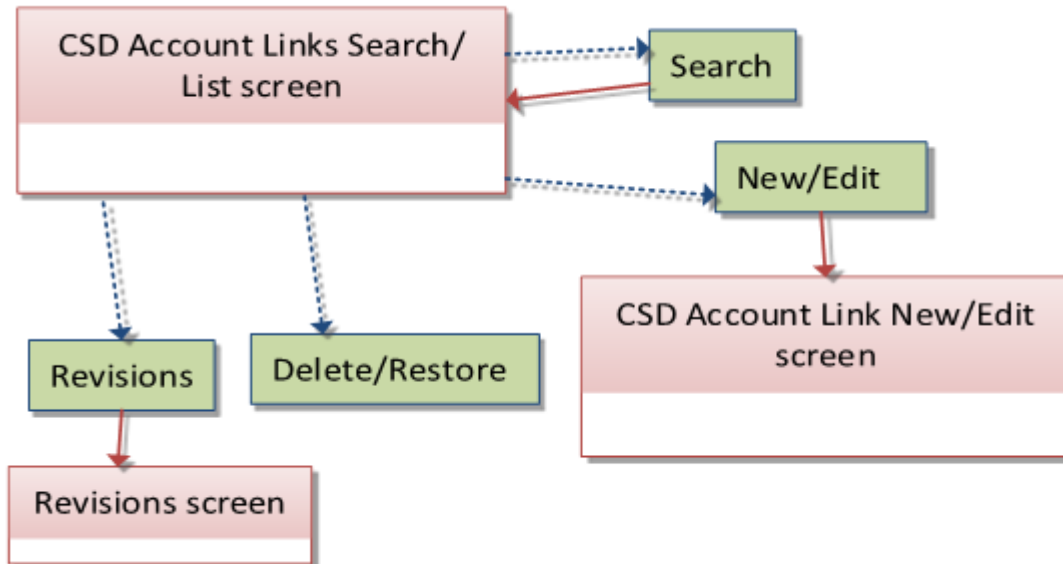 CSD Account Links Search/
List screen
Search
New/Edit
CSD Account Link New/Edit
screen
Revisions
Delete/Restore
Revisions screen